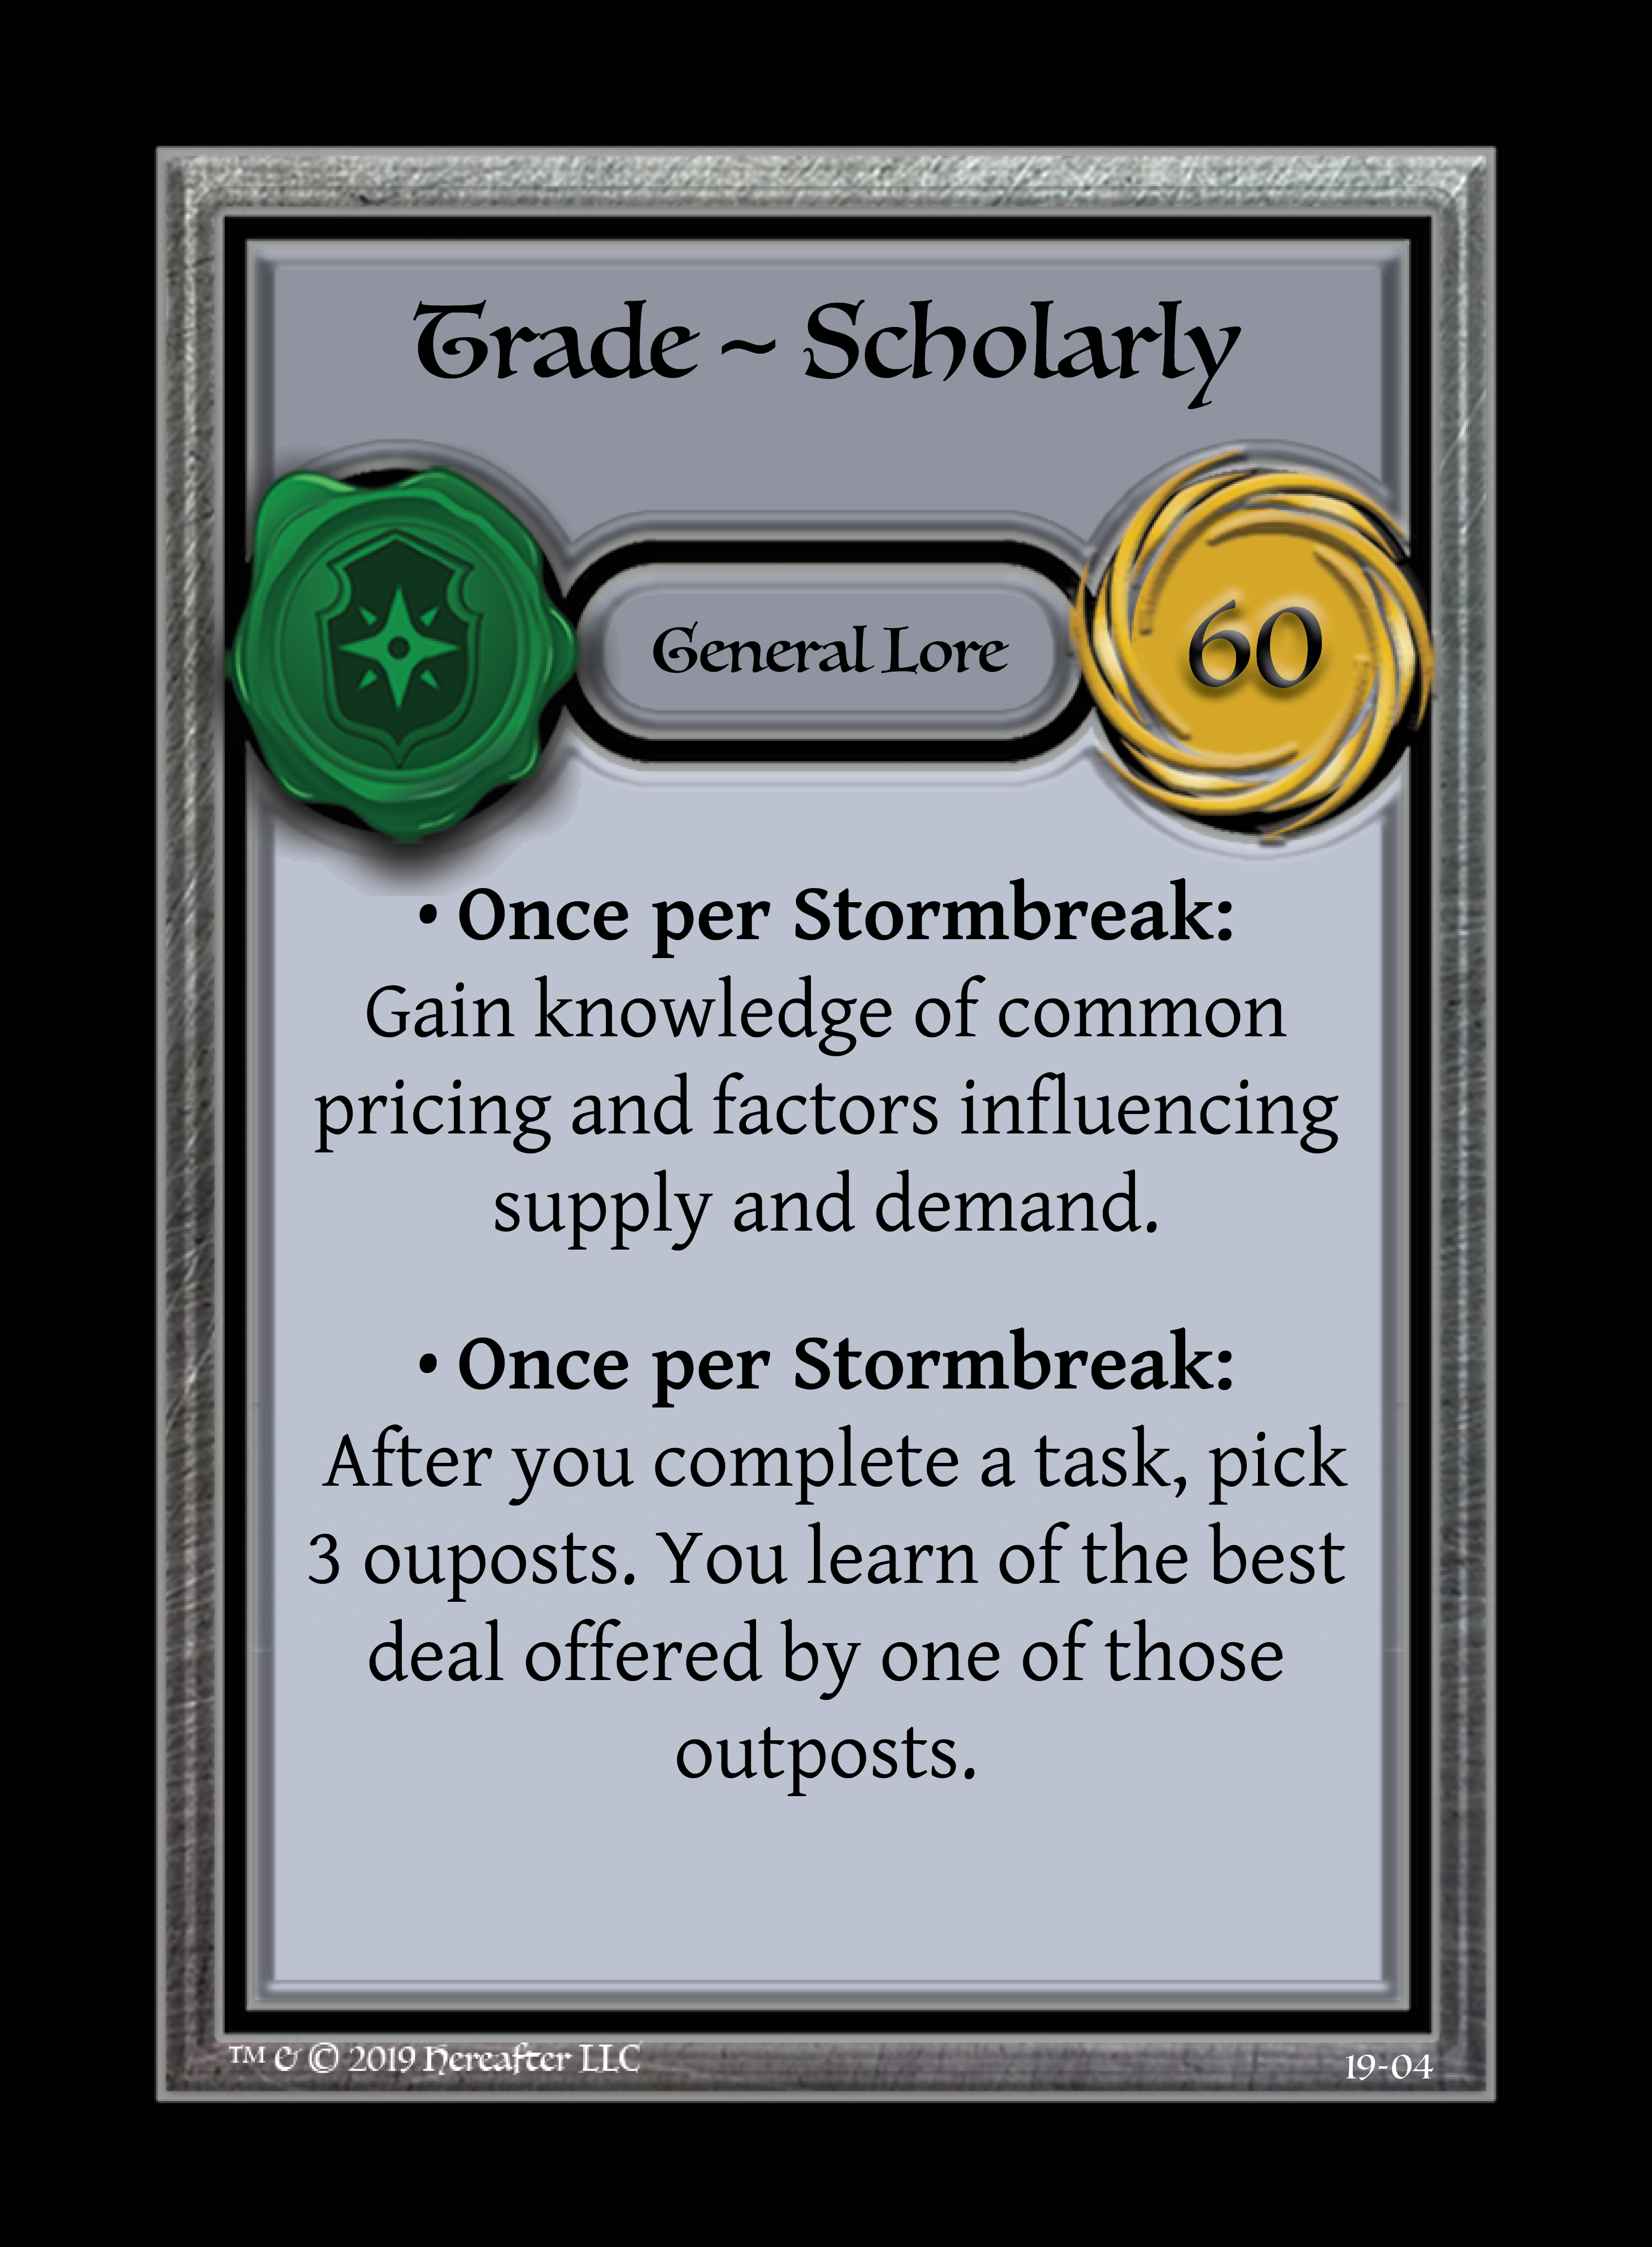 Trade ~ Scholarly
General Lore
60
• Once per Stormbreak:
Gain knowledge of common
pricing and factors influencing
supply and demand.
• Once per Stormbreak:
After you complete a task, pick
3 ouposts. You learn of the best
deal offered by one of those
outposts.
™ & © 2019 Hereafter LLC
19-04